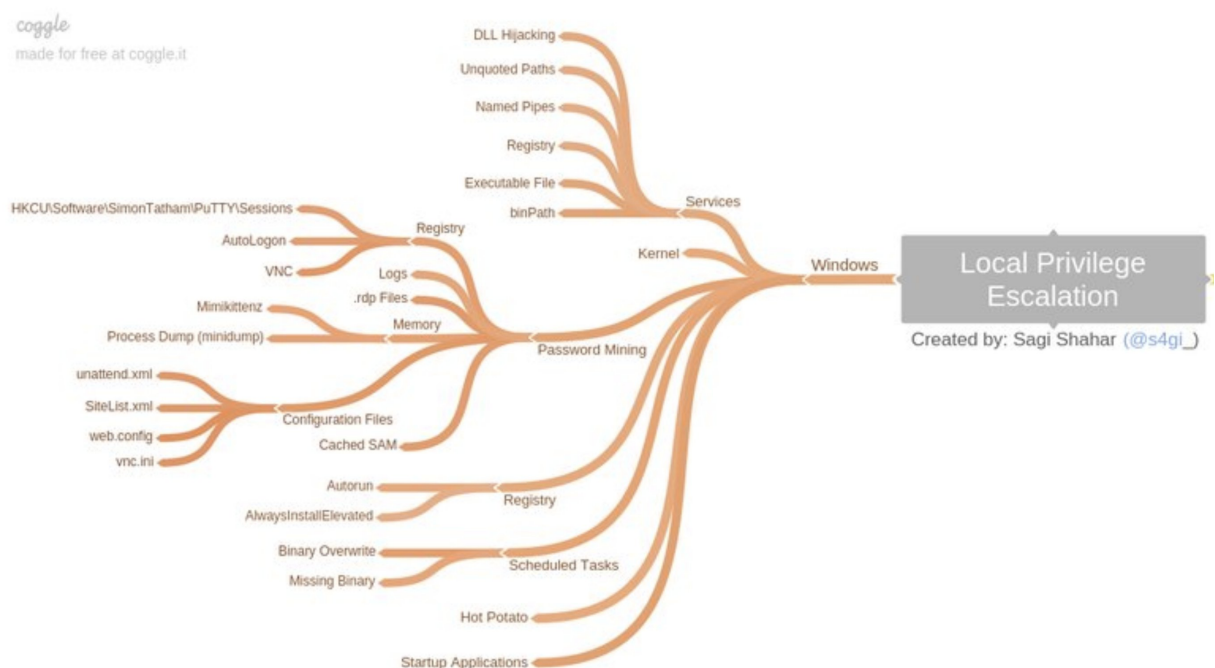 coggle
made for free at coggle.it
DLL Hijacking
Unquoted Paths
Named Pipes
Registry
Executable File
binPath
Services
Kernel
Windows
Local Privilege
Escalation
Created by: Sagi Shahar (@s4gi_)
HKCU\Software\SimonTatham\PuTTY\Sessions
AutoLogon
VNC
Registry
Logs
.rdp Files
Mimikittenz
Process Dump (minidump)
Memory
Password Mining
unattend.xml
SiteList.xml
web.config
vnc.ini
Configuration Files
Cached SAM
Autorun
AlwaysInstallElevated
Registry
Binary Overwrite
Missing Binary
Scheduled Tasks
Hot Potato
Startup Applications